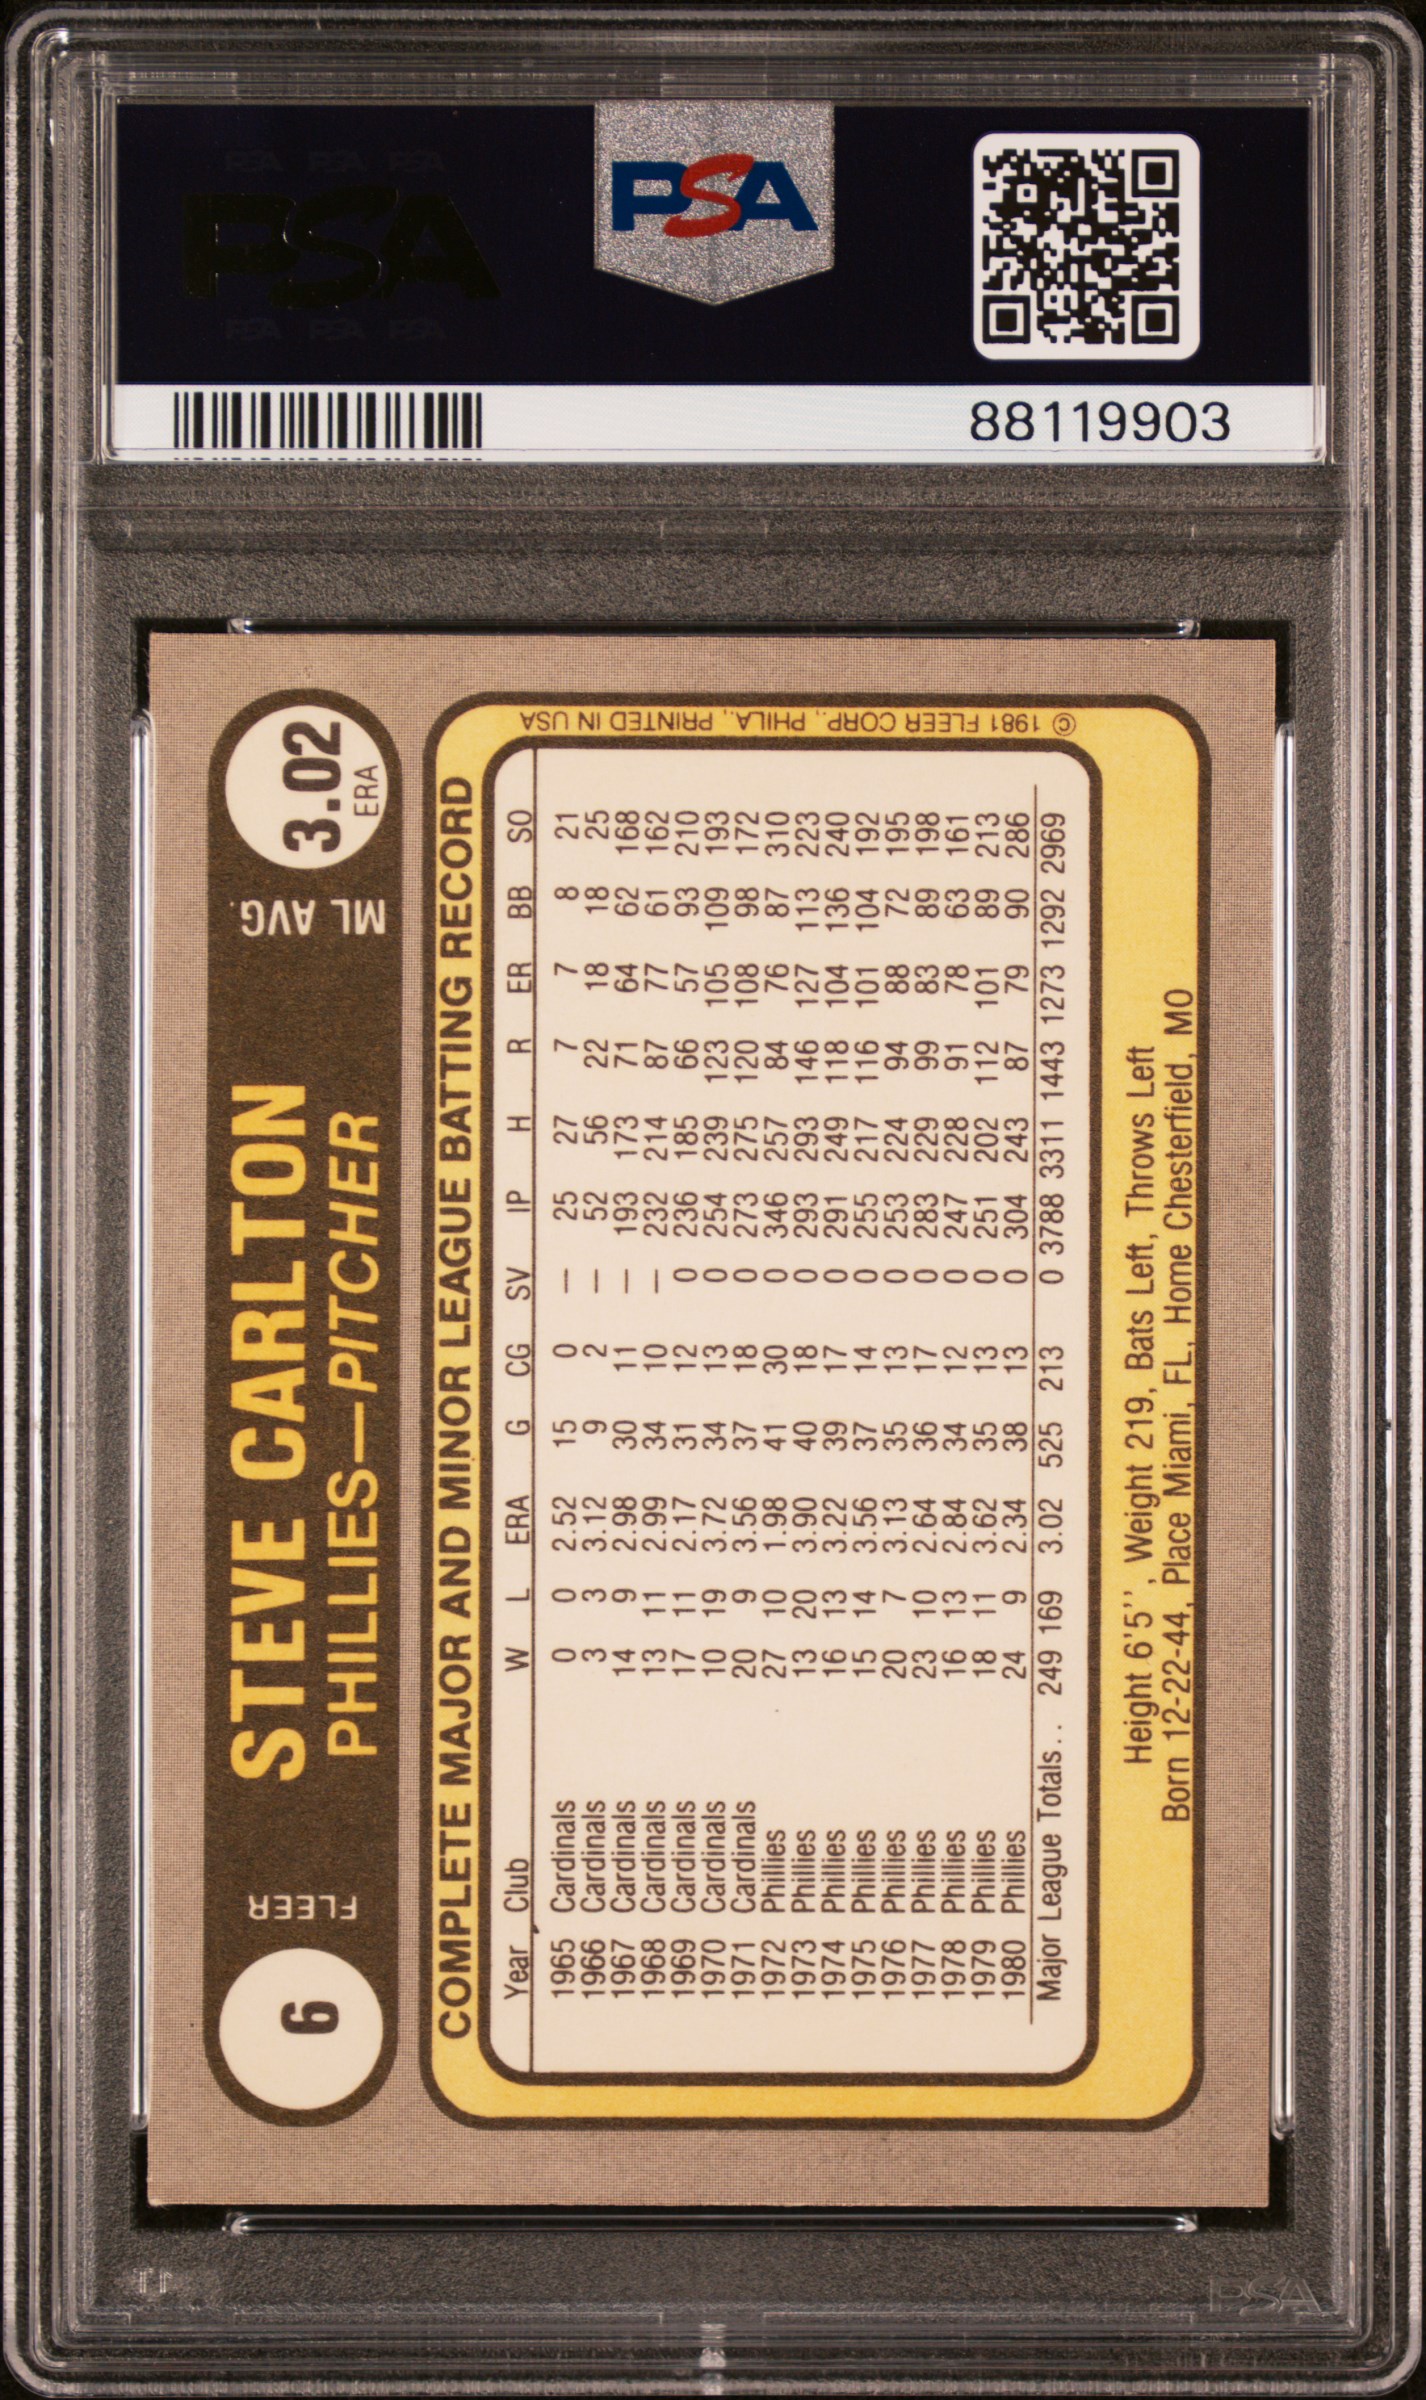 PSA PSA PSA
PSA
PSA PSA PSA
PSA
88119903
6
FLEER
STEVE CARLTON
PHILLIES—PITCHER
ML AVG.
3.02
ERA
COMPLETE MAJOR AND MINOR LEAGUE BATTING RECORD
Year Club W L ERA G CG SV IP H R ER BB SO
1965 Cardinals 0 0 2.52 15 0 — 25 27 7 7 8 21
1966 Cardinals 3 3 3.12 9 2 — 52 56 22 18 18 25
1967 Cardinals 14 9 2.98 30 11 — 193 173 71 64 62 168
1968 Cardinals 13 11 2.99 34 10 — 232 214 87 77 61 162
1969 Cardinals 17 11 2.17 31 12 0 236 185 66 57 93 210
1970 Cardinals 10 19 3.72 34 13 0 254 239 123 105 109 193
1971 Cardinals 20 9 3.56 37 18 0 273 275 120 108 98 172
1972 Phillies 27 10 1.98 41 30 0 346 257 84 76 87 310
1973 Phillies 13 20 3.90 40 18 0 293 293 146 127 113 223
1974 Phillies 16 13 3.22 39 17 0 291 249 118 104 136 240
1975 Phillies 15 14 3.56 37 14 0 255 217 116 101 104 192
1976 Phillies 20 7 3.13 35 13 0 253 224 94 88 72 195
1977 Phillies 23 10 2.64 36 17 0 283 229 99 83 89 198
1978 Phillies 16 13 2.84 34 12 0 247 228 91 78 63 161
1979 Phillies 18 11 3.62 35 13 0 251 202 112 101 89 213
1980 Phillies 24 9 2.34 38 13 0 304 243 87 79 90 286
Major League Totals . . 249 169 3.02 525 213 0 3788 3311 1443 1273 1292 2969
© 1981 FLEER CORP., PHILA., PRINTED IN USA
Height 6'5'', Weight 219, Bats Left, Throws Left
Born 12-22-44, Place Miami, FL, Home Chesterfield, MO
PSA